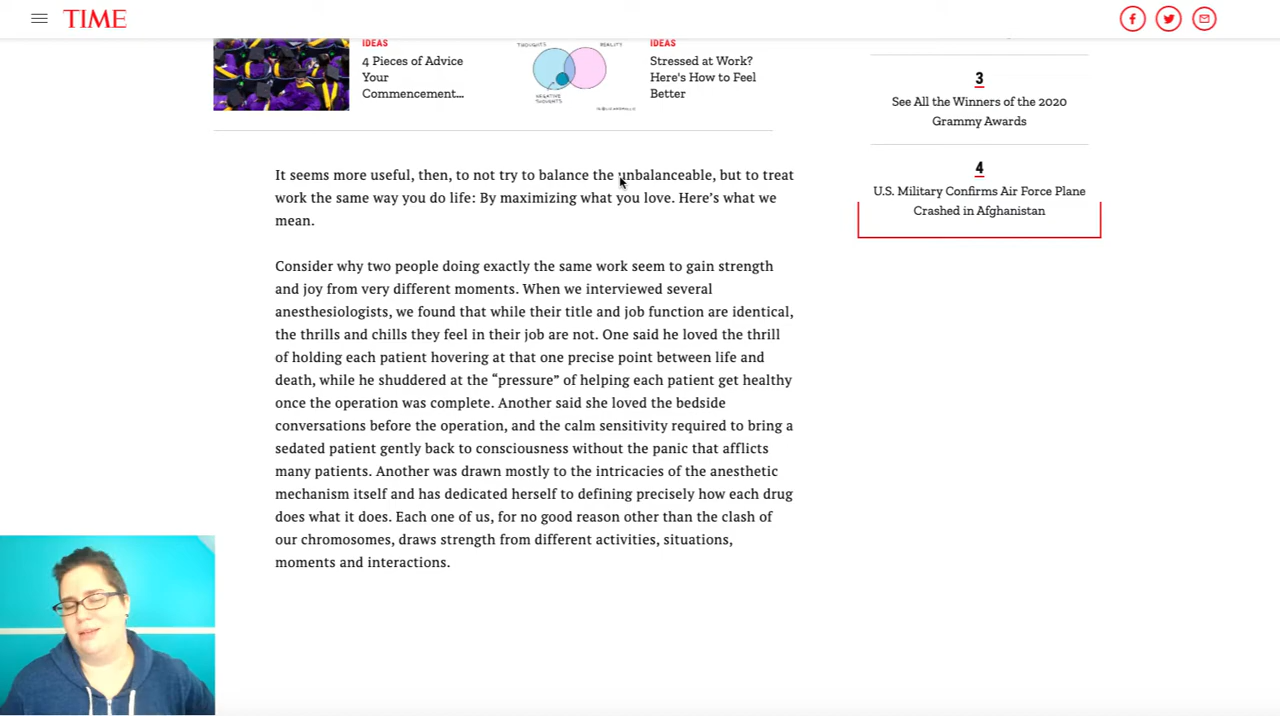 TIME
IDEAS
4 Pieces of Advice
Your
Commencement...
THOUGHTS
REALITY
NEGATIVE
THOUGHTS
IDEAS
Stressed at Work?
Here's How to Feel
Better
3
See All the Winners of the 2020
Grammy Awards
4
U.S. Military Confirms Air Force Plane
Crashed in Afghanistan
It seems more useful, then, to not try to balance the unbalanceable, but to treat
work the same way you do life: By maximizing what you love. Here’s what we
mean.
Consider why two people doing exactly the same work seem to gain strength
and joy from very different moments. When we interviewed several
anesthesiologists, we found that while their title and job function are identical,
the thrills and chills they feel in their job are not. One said he loved the thrill
of holding each patient hovering at that one precise point between life and
death, while he shuddered at the “pressure” of helping each patient get healthy
once the operation was complete. Another said she loved the bedside
conversations before the operation, and the calm sensitivity required to bring a
sedated patient gently back to consciousness without the panic that afflicts
many patients. Another was drawn mostly to the intricacies of the anesthetic
mechanism itself and has dedicated herself to defining precisely how each drug
does what it does. Each one of us, for no good reason other than the clash of
our chromosomes, draws strength from different activities, situations,
moments and interactions.